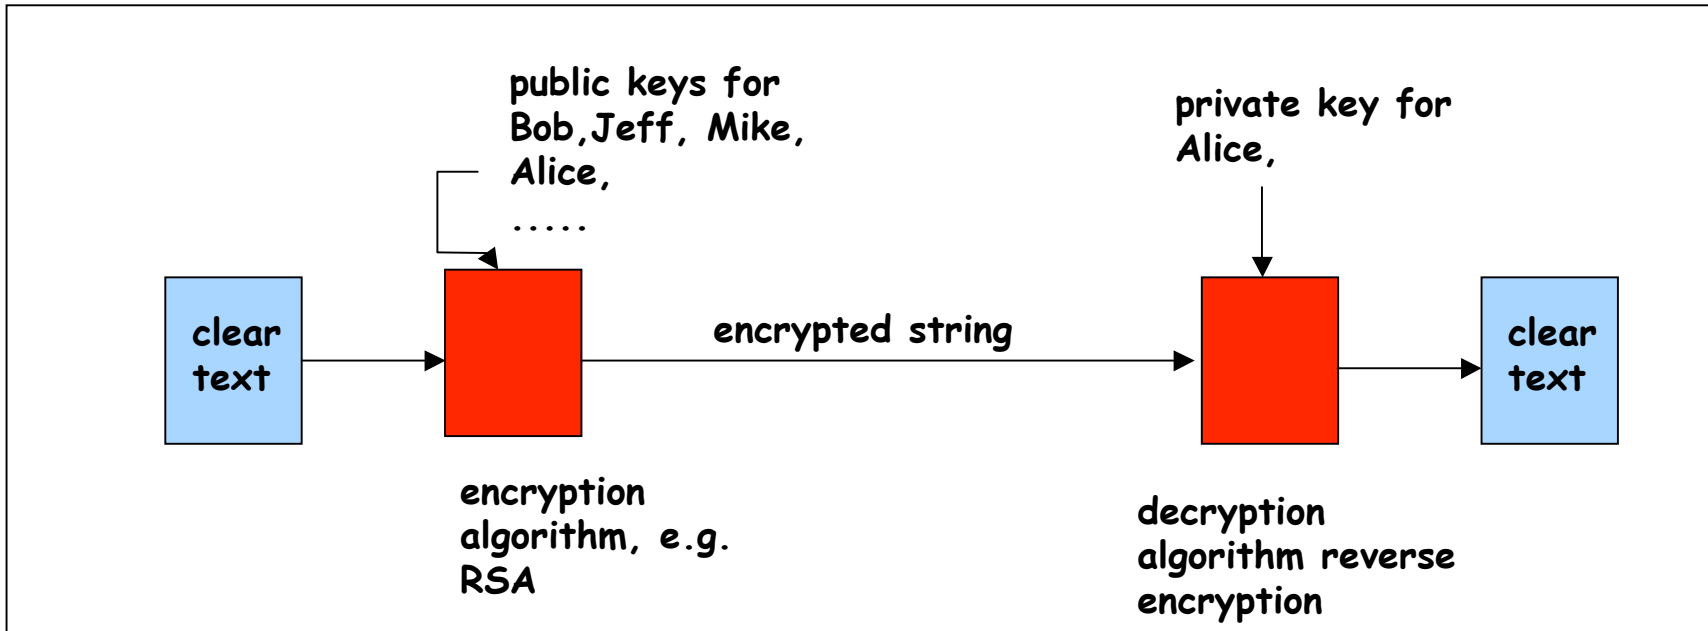 public keys for
Bob,Jeff, Mike,
Alice,
.....
private key for
Alice,
clear
text
encrypted string
clear
text
encryption
algorithm, e.g.
RSA
decryption
algorithm reverse
encryption